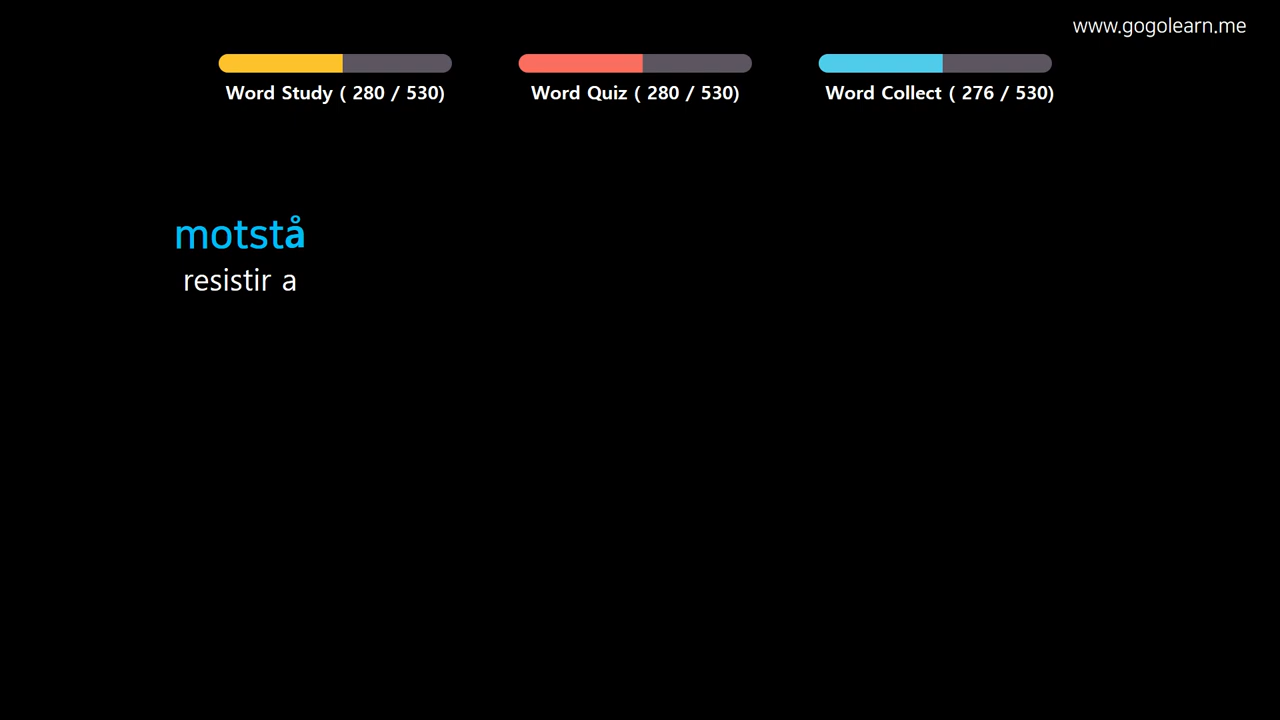 www.gogolearn.me
Word Study ( 280 / 530)
Word Quiz ( 280 / 530)
Word Collect ( 276 / 530)
motstå
resistir a